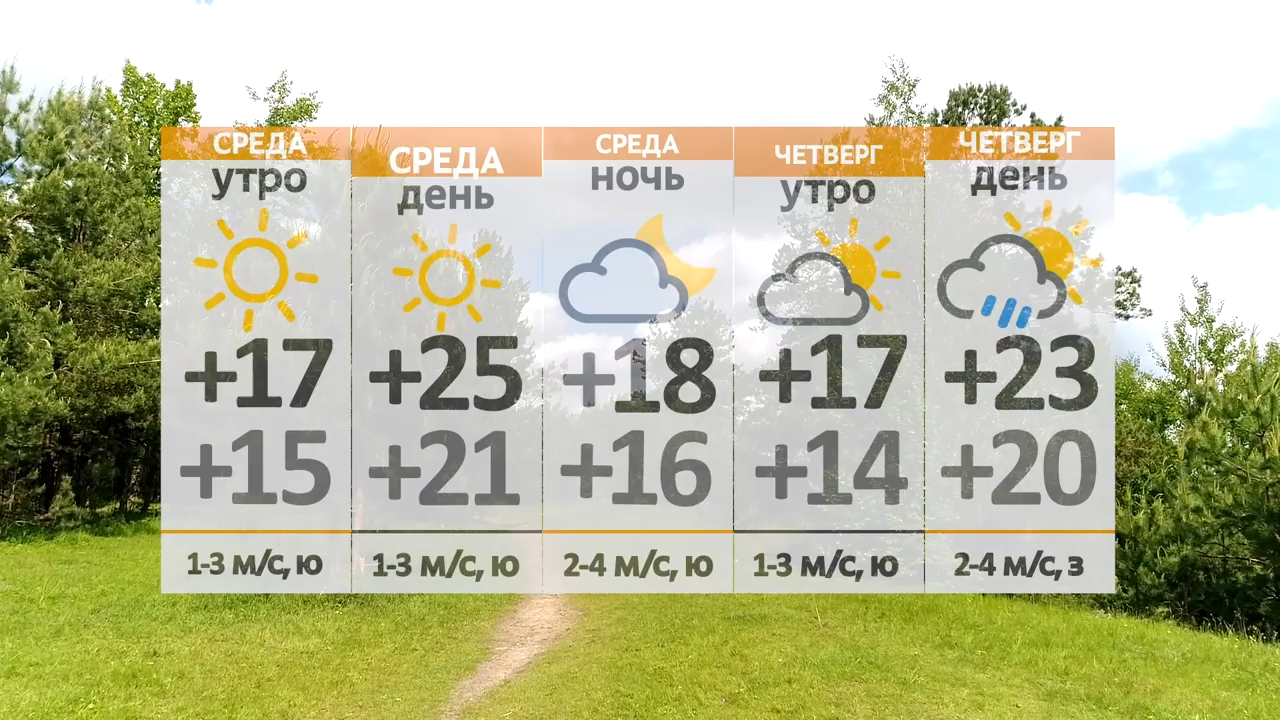 СРЕДА
утро
+17
+15
1-3 м/с, ю
СРЕДА
день
+25
+21
1-3 м/с, ю
СРЕДА
ночь
+18
+16
2-4 м/с, ю
ЧЕТВЕРГ
утро
+17
+14
1-3 м/с, ю
ЧЕТВЕРГ
день
+23
+20
2-4 м/с, з